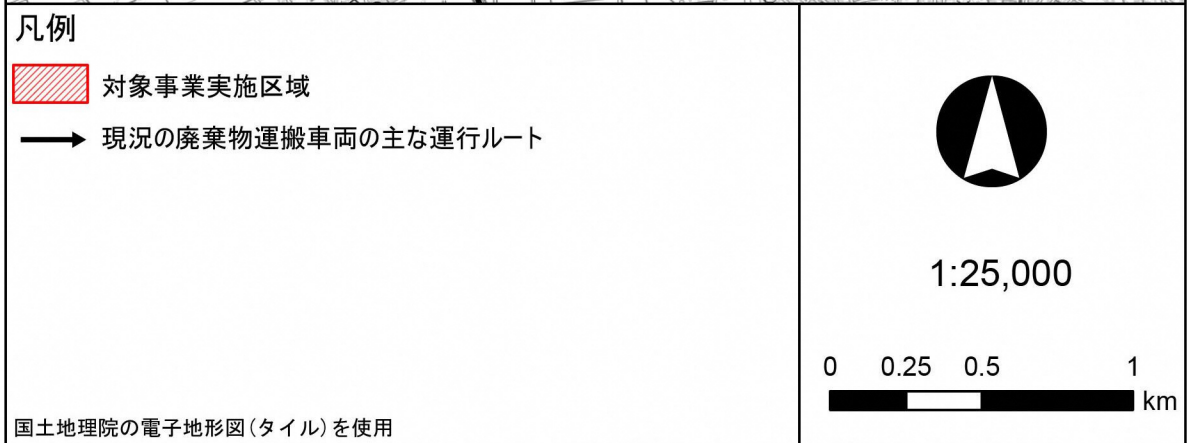 凡例
対象事業実施区域
現況の廃棄物運搬車両の主な運行ルート
国土地理院の電子地形図(タイル)を使用
1:25,000
0 0.25 0.5 1
km